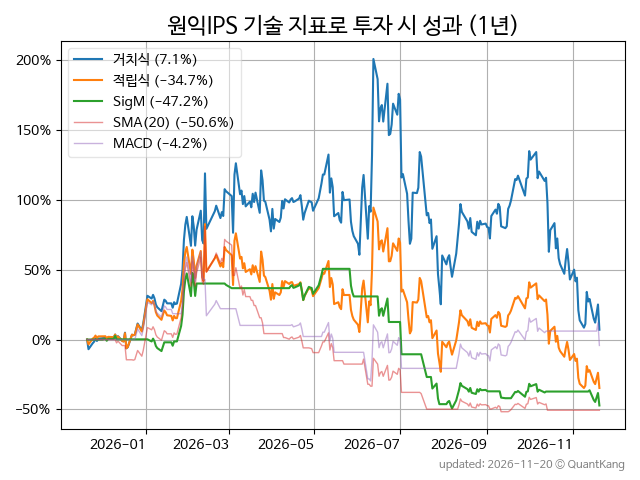 원익IPS 기술 지표로 투자 시 성과 (1년)
거치식 (7.1%)
적립식 (−34.7%)
SigM (−47.2%)
SMA(20) (−50.6%)
MACD (−4.2%)
200%
150%
100%
50%
0%
−50%
2026-01 2026-03 2026-05 2026-07 2026-09 2026-11
updated: 2026-11-20 © QuantKang